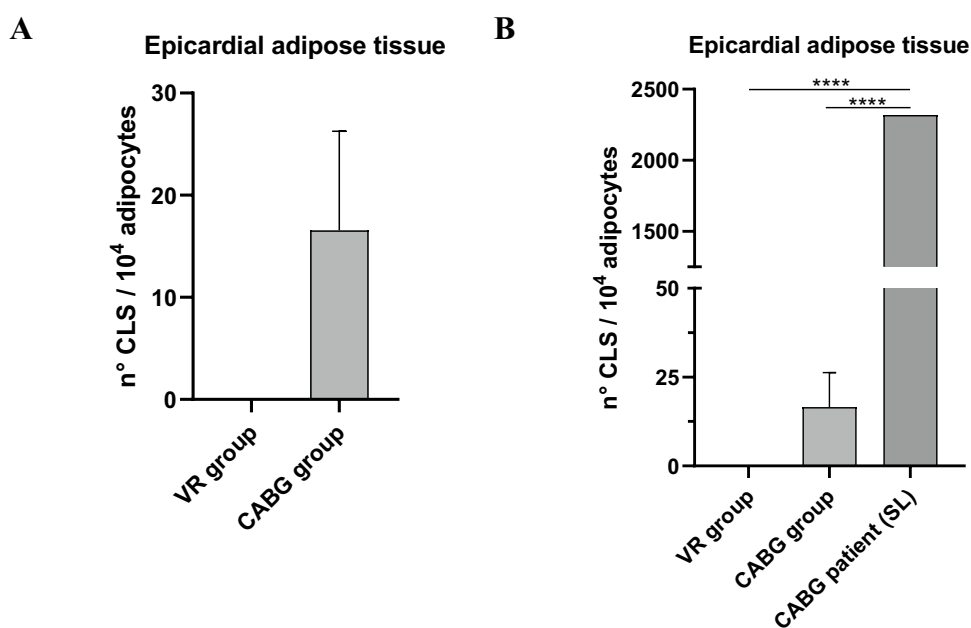 A
Epicardial adipose tissue
n° CLS / 10⁴ adipocytes
30
20
10
0
VR group
CABG group
B
Epicardial adipose tissue
n° CLS / 10⁴ adipocytes
2500
2000
1500
50
25
0
****
****
VR group
CABG group
CABG patient (SL)